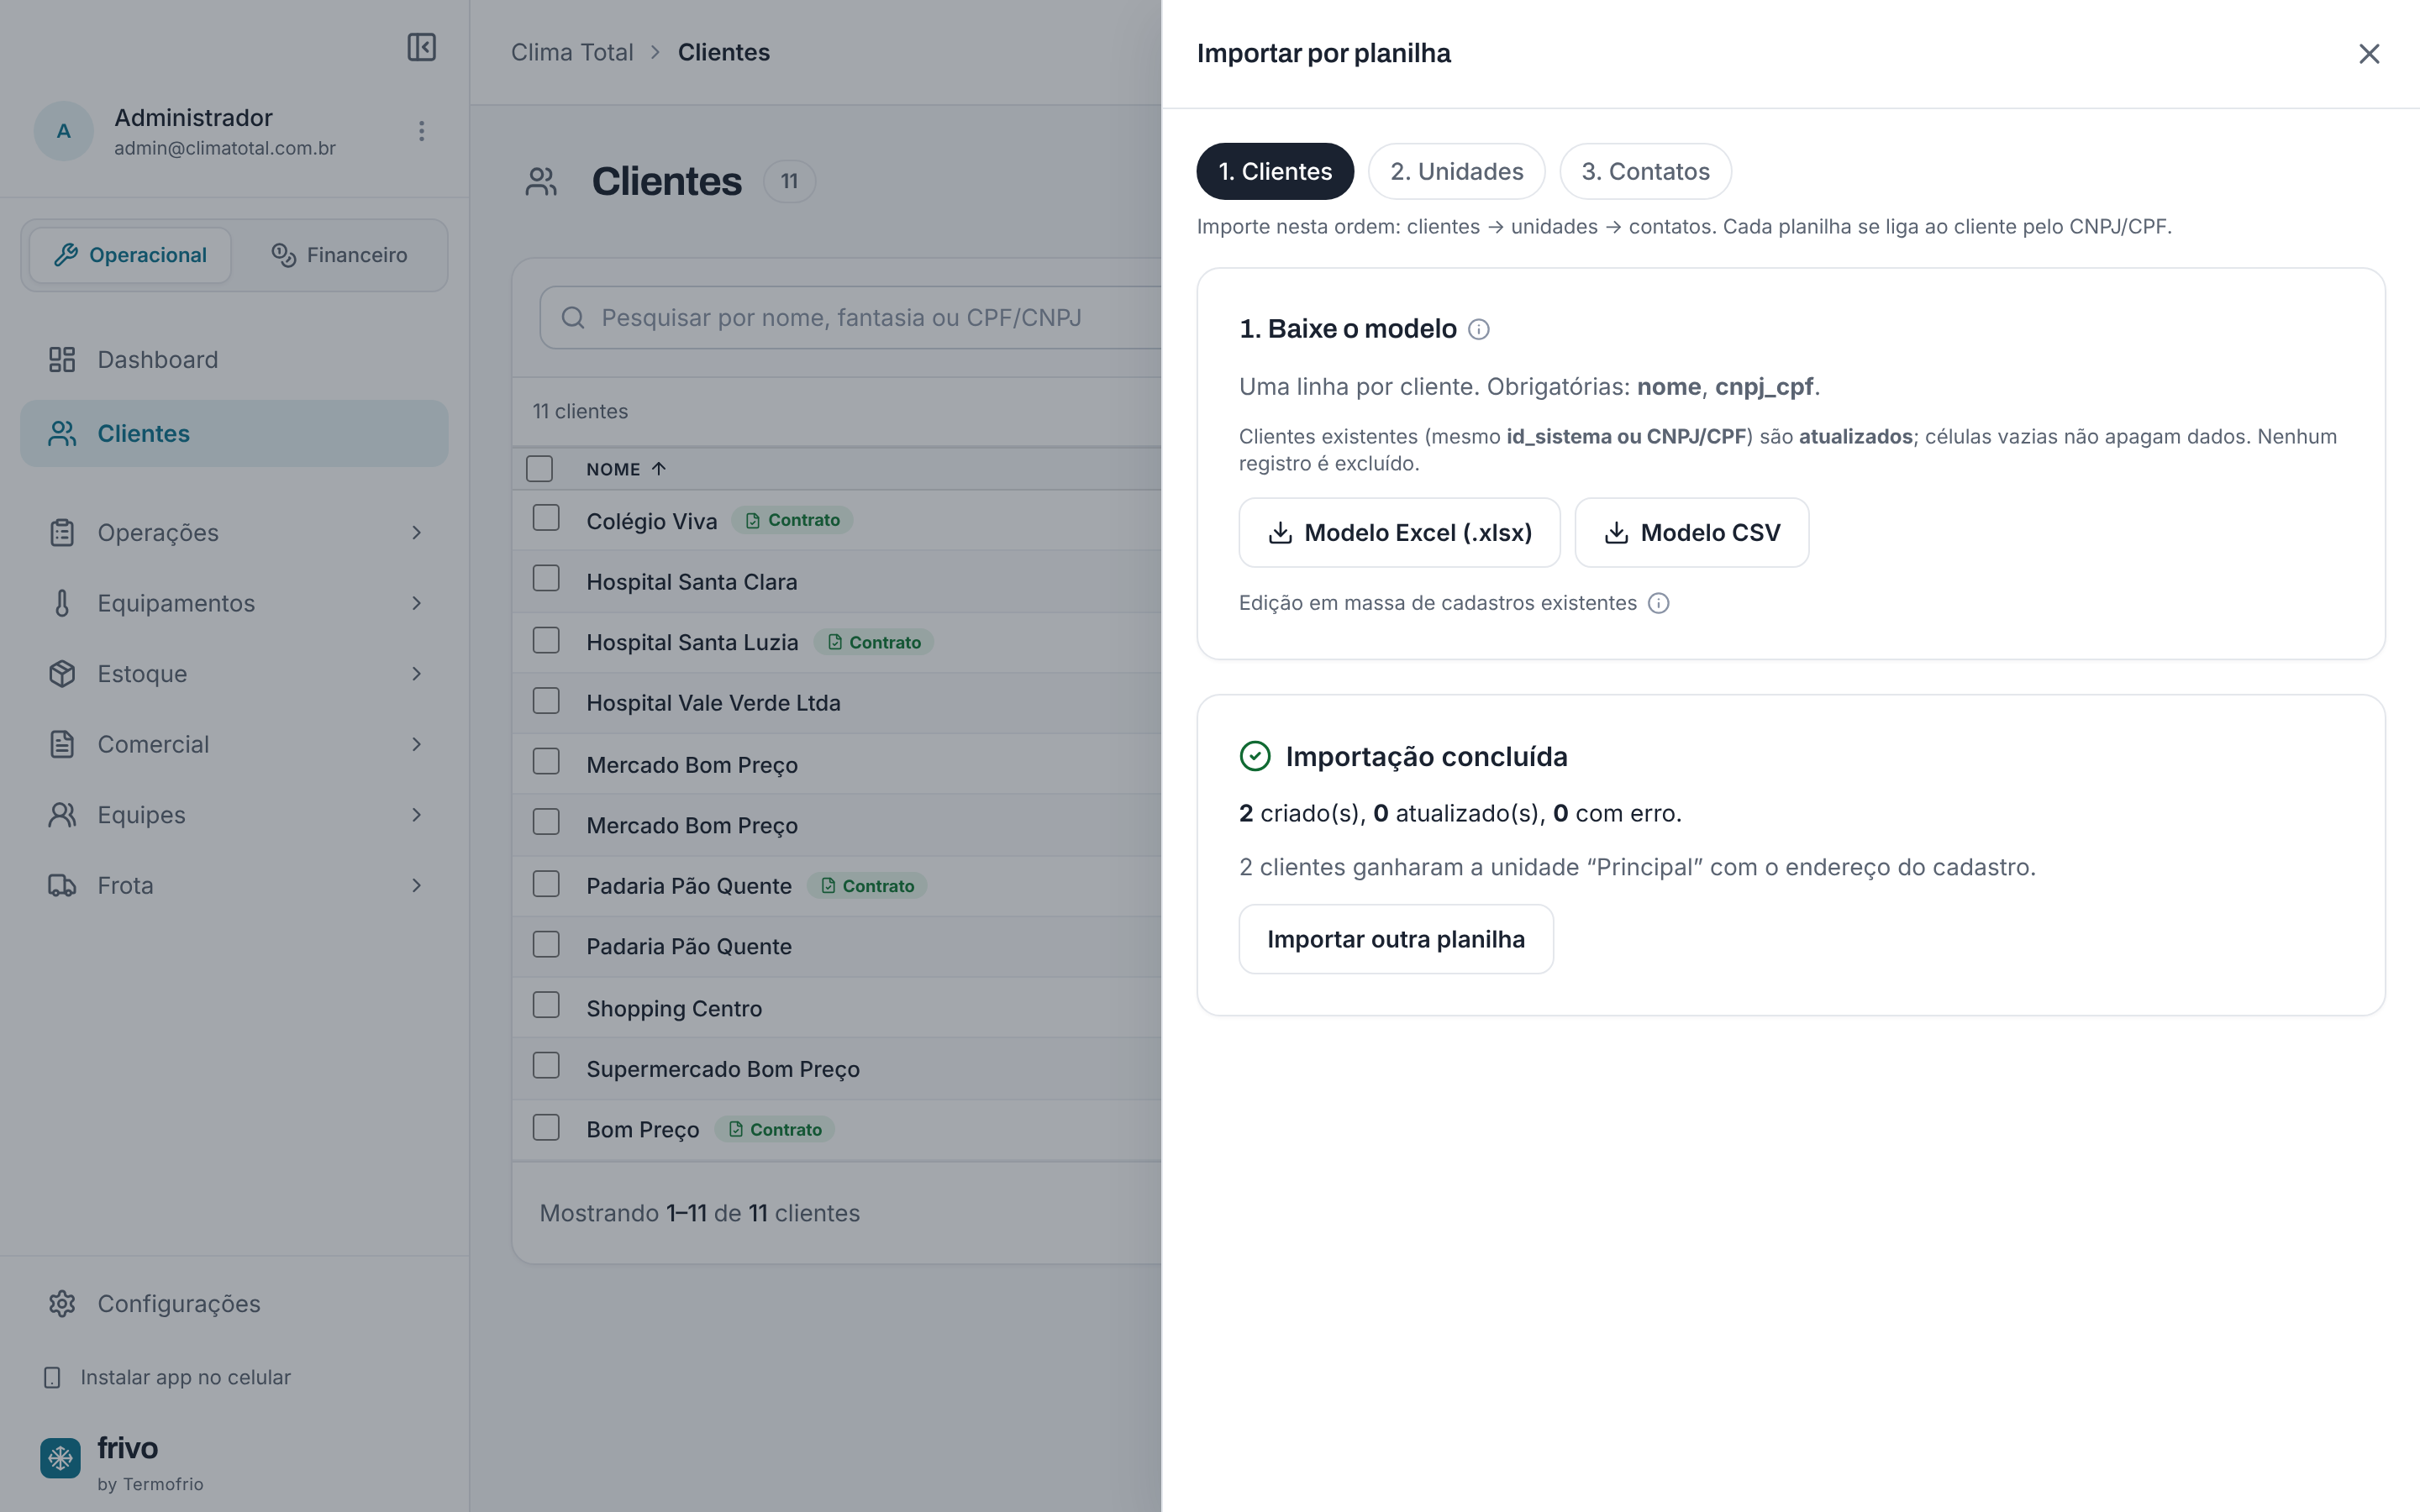 A
Administrador
admin@climatotal.com.br
Operacional
Financeiro
Dashboard
Clientes
Operações
Equipamentos
Estoque
Comercial
Equipes
Frota
Configurações
Instalar app no celular
frivo
by Termofrio
Clima Total > Clientes
Clientes 11
Pesquisar por nome, fantasia ou CPF/CNPJ
11 clientes
NOME ↑
Colégio Viva Contrato
Hospital Santa Clara
Hospital Santa Luzia Contrato
Hospital Vale Verde Ltda
Mercado Bom Preço
Mercado Bom Preço
Padaria Pão Quente Contrato
Padaria Pão Quente
Shopping Centro
Supermercado Bom Preço
Bom Preço Contrato
Mostrando 1–11 de 11 clientes
Importar por planilha
1. Clientes
2. Unidades
3. Contatos
Importe nesta ordem: clientes → unidades → contatos. Cada planilha se liga ao cliente pelo CNPJ/CPF.
1. Baixe o modelo
Uma linha por cliente. Obrigatórias: nome, cnpj_cpf.
Clientes existentes (mesmo id_sistema ou CNPJ/CPF) são atualizados; células vazias não apagam dados. Nenhum
registro é excluído.
Modelo Excel (.xlsx)
Modelo CSV
Edição em massa de cadastros existentes
Importação concluída
2 criado(s), 0 atualizado(s), 0 com erro.
2 clientes ganharam a unidade “Principal” com o endereço do cadastro.
Importar outra planilha